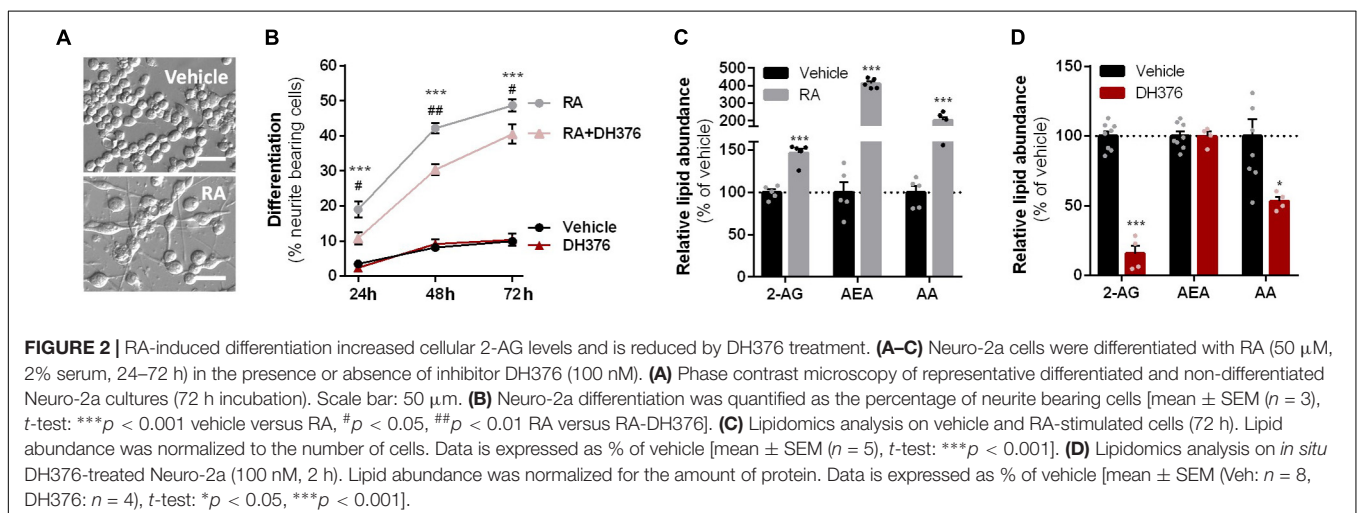 A
Vehicle
RA
B
Differentiation
(% neurite bearing cells)
60
50
40
30
20
10
0
24h 48h 72h
***
#
***
##
***
#
RA
RA+DH376
Vehicle
DH376
C
Relative lipid abundance
(% of vehicle)
500
400
300
200
100
150
100
50
0
Vehicle
RA
***
***
***
2-AG AEA AA
D
Relative lipid abundance
(% of vehicle)
150
100
50
0
Vehicle
DH376
***
*
2-AG AEA AA
FIGURE 2 | RA-induced differentiation increased cellular 2-AG levels and is reduced by DH376 treatment. (A–C) Neuro-2a cells were differentiated with RA (50 μM,
2% serum, 24–72 h) in the presence or absence of inhibitor DH376 (100 nM). (A) Phase contrast microscopy of representative differentiated and non-differentiated
Neuro-2a cultures (72 h incubation). Scale bar: 50 μm. (B) Neuro-2a differentiation was quantified as the percentage of neurite bearing cells [mean ± SEM (n = 3),
t-test: ***p < 0.001 vehicle versus RA, #p < 0.05, ##p < 0.01 RA versus RA-DH376]. (C) Lipidomics analysis on vehicle and RA-stimulated cells (72 h). Lipid
abundance was normalized to the number of cells. Data is expressed as % of vehicle [mean ± SEM (n = 5), t-test: ***p < 0.001]. (D) Lipidomics analysis on in situ
DH376-treated Neuro-2a (100 nM, 2 h). Lipid abundance was normalized for the amount of protein. Data is expressed as % of vehicle [mean ± SEM (Veh: n = 8,
DH376: n = 4), t-test: *p < 0.05, ***p < 0.001].